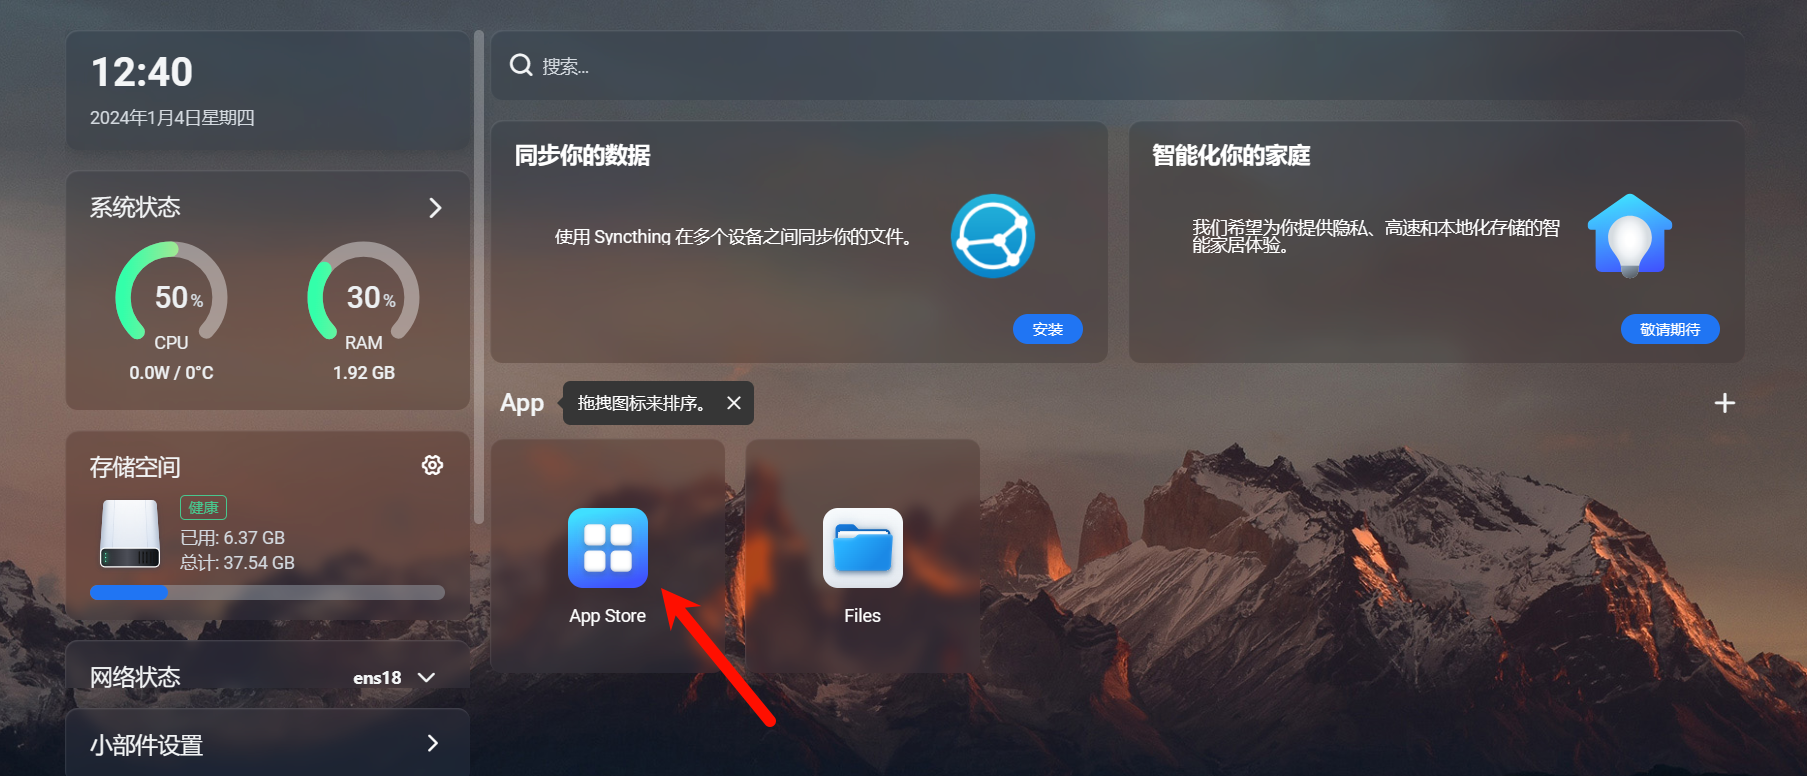 12:40
2024年1月4日星期四
系统状态
50%
CPU
0.0W / 0°C
30%
RAM
1.92 GB
存储空间
健康
已用: 6.37 GB
总计: 37.54 GB
网络状态
ens18
小部件设置
搜索...
同步你的数据
使用 Syncthing 在多个设备之间同步你的文件。
安装
智能化你的家庭
我们希望为你提供隐私、高速和本地化存储的智
能家居体验。
敬请期待
App
拖拽图标来排序。
App Store
Files